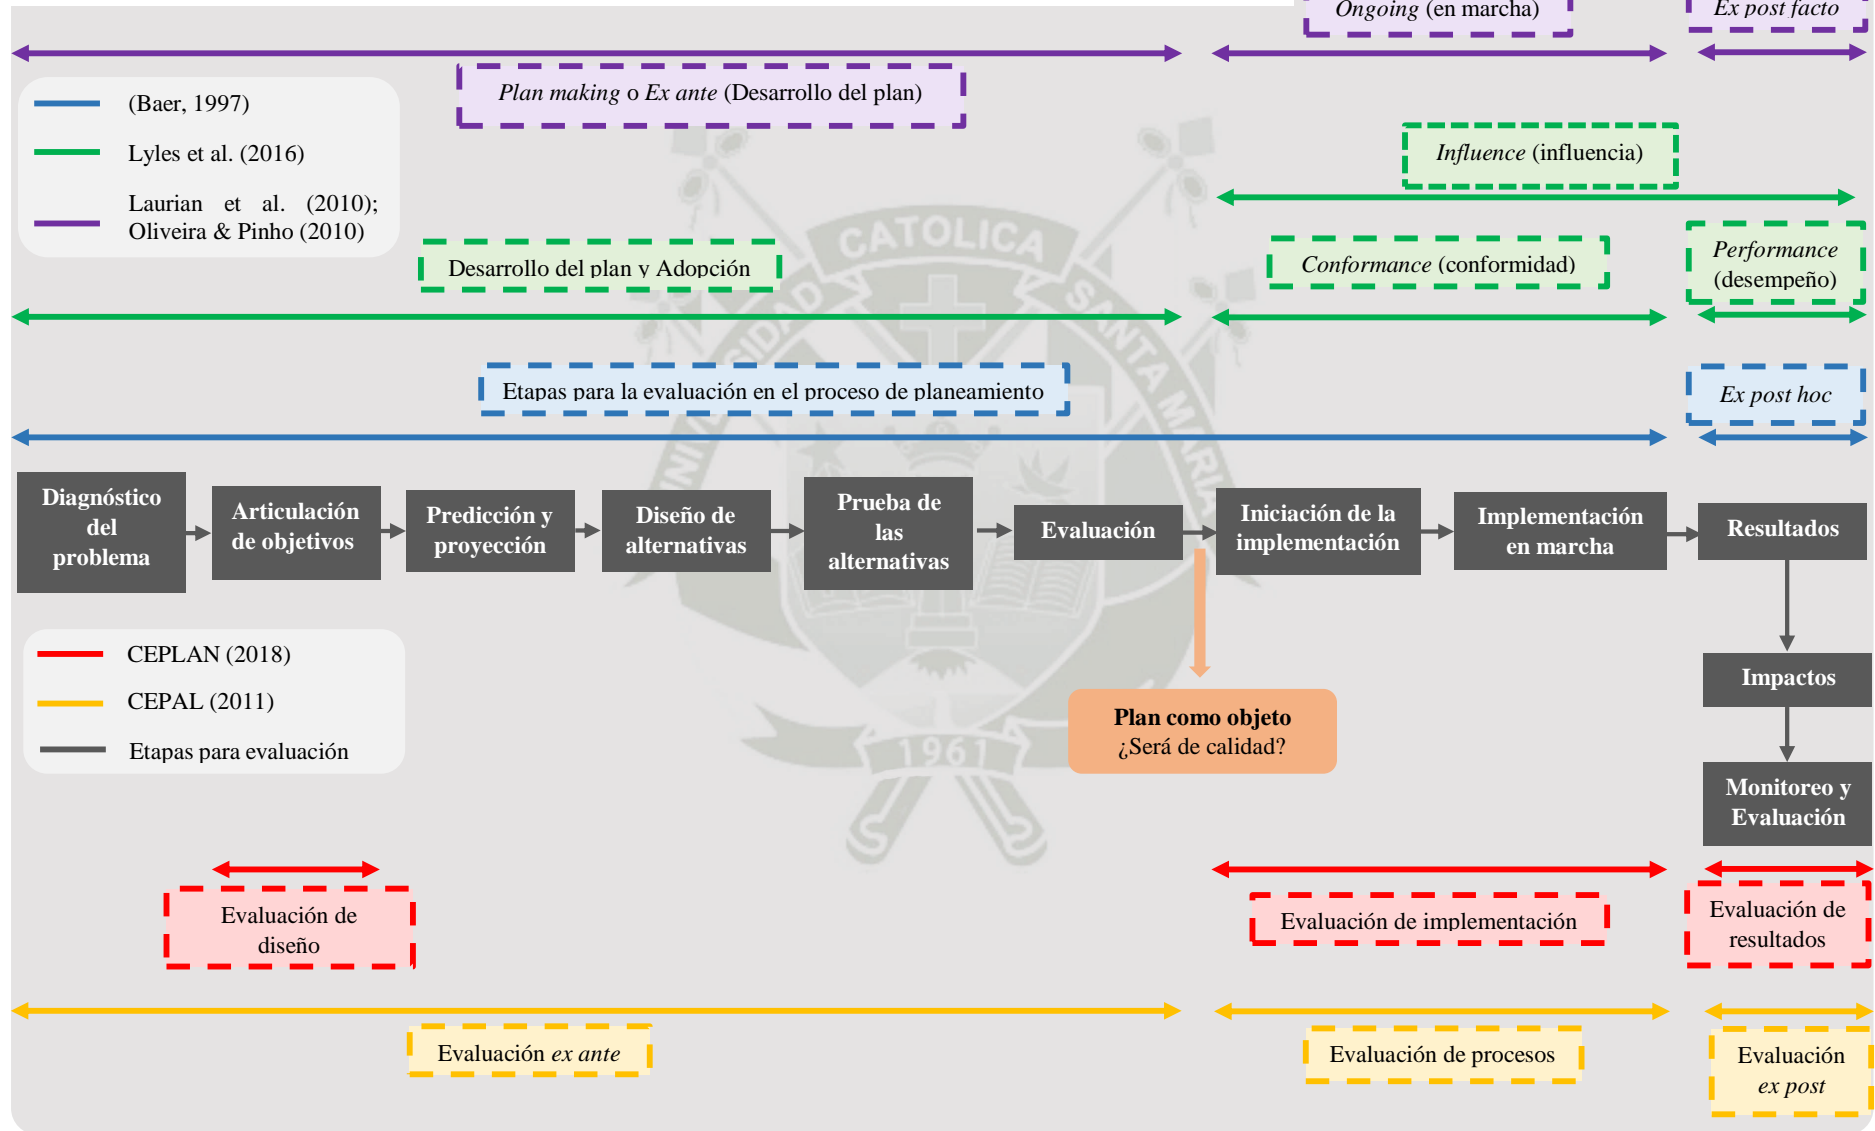 Ongoing (en marcha)
Ex post facto
Plan making o Ex ante (Desarrollo del plan)
(Baer, 1997)
Lyles et al. (2016)
Laurian et al. (2010);
Oliveira & Pinho (2010)
Influence (influencia)
Desarrollo del plan y Adopción
Conformance (conformidad)
Performance
(desempeño)
Etapas para la evaluación en el proceso de planeamiento
Ex post hoc
UNIVERSIDAD CATOLICA SANTA MARIA
Diagnóstico
del
problema
Articulación
de objetivos
Predicción y
proyección
Diseño de
alternativas
Prueba de
las
alternativas
Evaluación
Iniciación de la
implementación
Implementación
en marcha
Resultados
Impactos
Monitoreo y
Evaluación
CEPLAN (2018)
CEPAL (2011)
Etapas para evaluación
Plan como objeto
¿Será de calidad?
1961
Evaluación de
diseño
Evaluación de implementación
Evaluación de
resultados
Evaluación ex ante
Evaluación de procesos
Evaluación
ex post